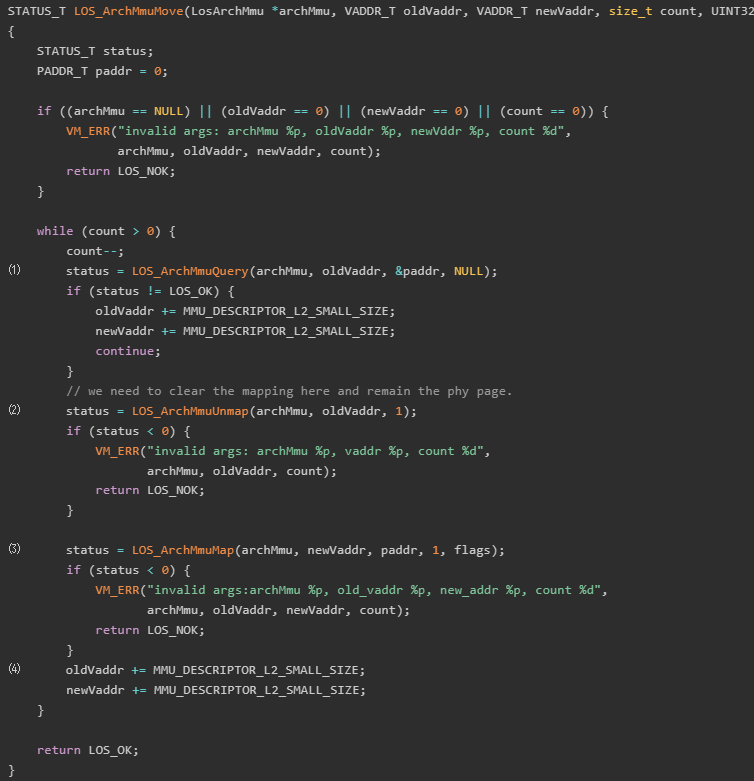 STATUS_T LOS_ArchMmuMove(LosArchMmu *archMmu, VADDR_T oldVaddr, VADDR_T newVaddr, size_t count, UINT32
{
    STATUS_T status;
    PADDR_T paddr = 0;

    if ((archMmu == NULL) || (oldVaddr == 0) || (newVaddr == 0) || (count == 0)) {
        VM_ERR("invalid args: archMmu %p, oldVaddr %p, newVddr %p, count %d",
               archMmu, oldVaddr, newVaddr, count);
        return LOS_NOK;
    }

    while (count > 0) {
        count--;
⑴      status = LOS_ArchMmuQuery(archMmu, oldVaddr, &paddr, NULL);
        if (status != LOS_OK) {
            oldVaddr += MMU_DESCRIPTOR_L2_SMALL_SIZE;
            newVaddr += MMU_DESCRIPTOR_L2_SMALL_SIZE;
            continue;
        }
        // we need to clear the mapping here and remain the phy page.
⑵      status = LOS_ArchMmuUnmap(archMmu, oldVaddr, 1);
        if (status < 0) {
            VM_ERR("invalid args: archMmu %p, vaddr %p, count %d",
                   archMmu, oldVaddr, count);
            return LOS_NOK;
        }

⑶      status = LOS_ArchMmuMap(archMmu, newVaddr, paddr, 1, flags);
        if (status < 0) {
            VM_ERR("invalid args:archMmu %p, old_vaddr %p, new_addr %p, count %d",
                   archMmu, oldVaddr, newVaddr, count);
            return LOS_NOK;
        }
⑷      oldVaddr += MMU_DESCRIPTOR_L2_SMALL_SIZE;
        newVaddr += MMU_DESCRIPTOR_L2_SMALL_SIZE;
    }

    return LOS_OK;
}